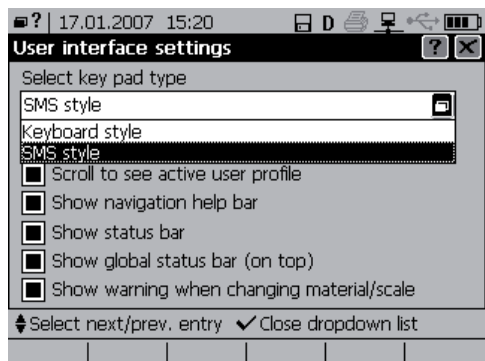 ? 17.01.2007 15:20 D
User interface settings ? X
Select key pad type
SMS style
Keyboard style
SMS style
Scroll to see active user profile
Show navigation help bar
Show status bar
Show global status bar (on top)
Show warning when changing material/scale
Select next/prev. entry ✓Close dropdown list